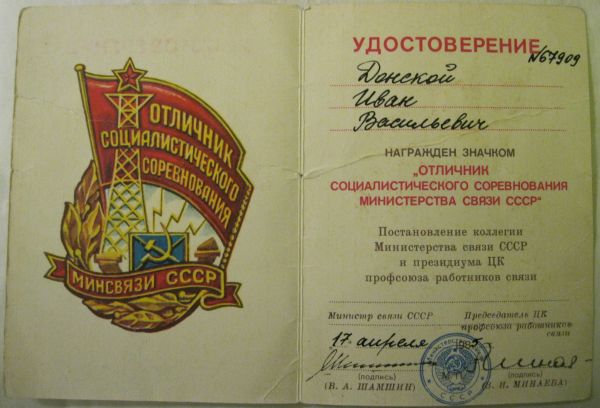 ОТЛИЧНИК
СОЦИАЛИСТИЧЕСКОГО
СОРЕВНОВАНИЯ
МИНСВЯЗИ СССР
УДОСТОВЕРЕНИЕ
№67909
Донской
Иван
Васильевич
НАГРАЖДЕН ЗНАЧКОМ
„ОТЛИЧНИК
СОЦИАЛИСТИЧЕСКОГО СОРЕВНОВАНИЯ
МИНИСТЕРСТВА СВЯЗИ СССР"
Постановление коллегии
Министерства связи СССР
и президиума ЦК
профсоюза работников связи
Министр связи СССР
Председатель ЦК
профсоюза работников
связи
17 апреля 1985 г.
(подпись)
(В. А. ШАМШИН)
(подпись)
(В. И. МИНАЕВА)
СССР